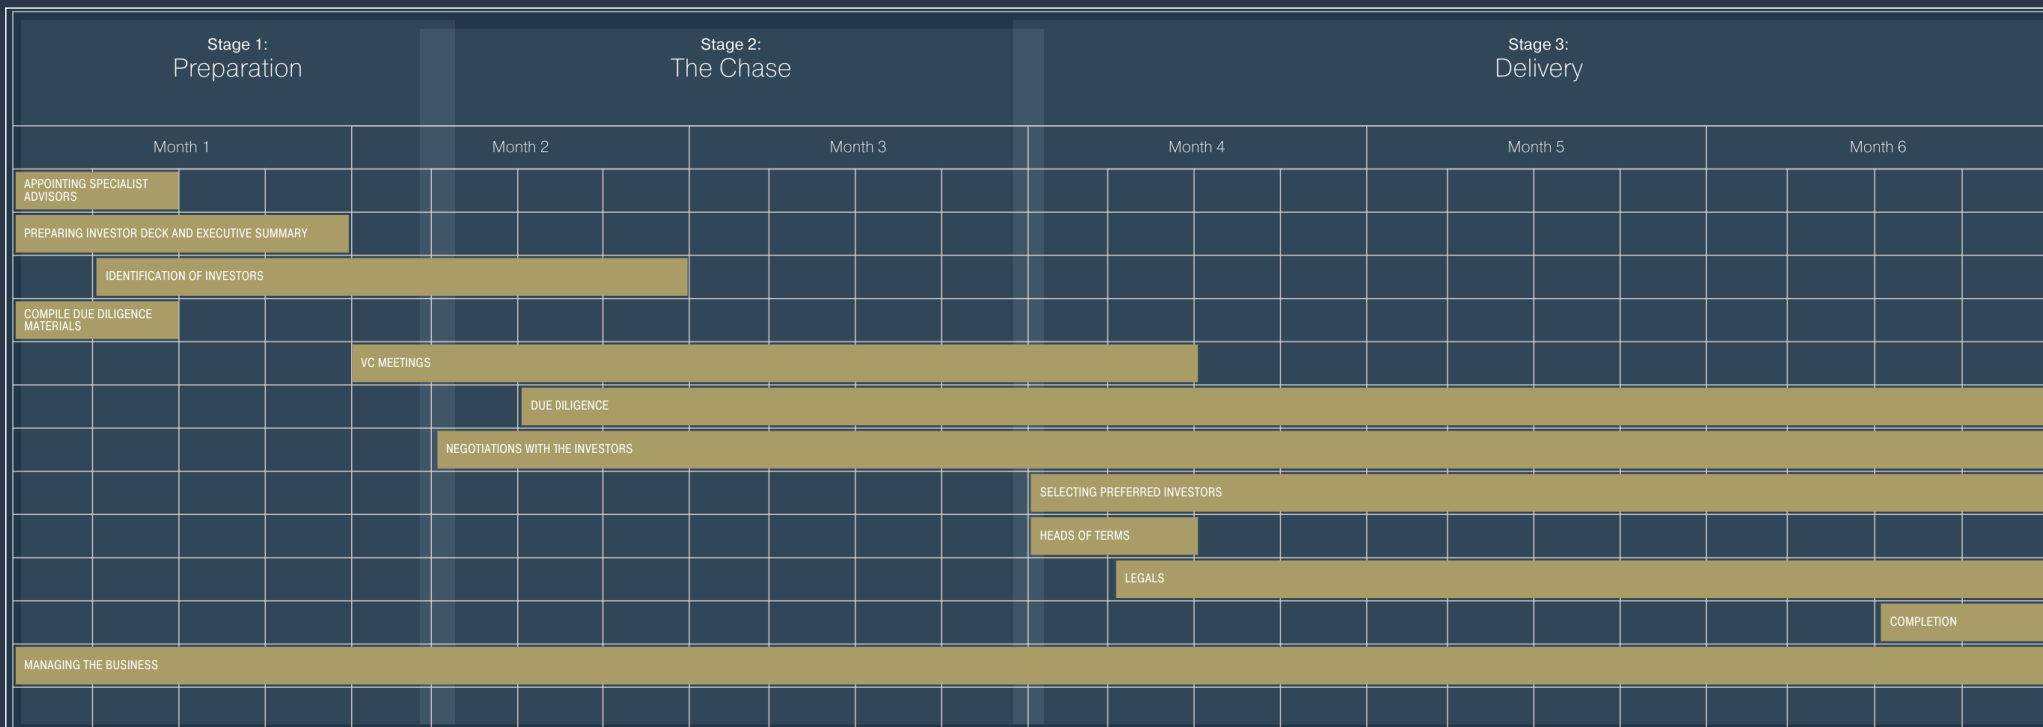 Stage 1:
Preparation
Stage 2:
The Chase
Stage 3:
Delivery
Month 1
Month 2
Month 3
Month 4
Month 5
Month 6
APPOINTING SPECIALIST
ADVISORS
PREPARING INVESTOR DECK AND EXECUTIVE SUMMARY
IDENTIFICATION OF INVESTORS
COMPILE DUE DILIGENCE
MATERIALS
VC MEETINGS
DUE DILIGENCE
NEGOTIATIONS WITH THE INVESTORS
SELECTING PREFERRED INVESTORS
HEADS OF TERMS
LEGALS
COMPLETION
MANAGING THE BUSINESS